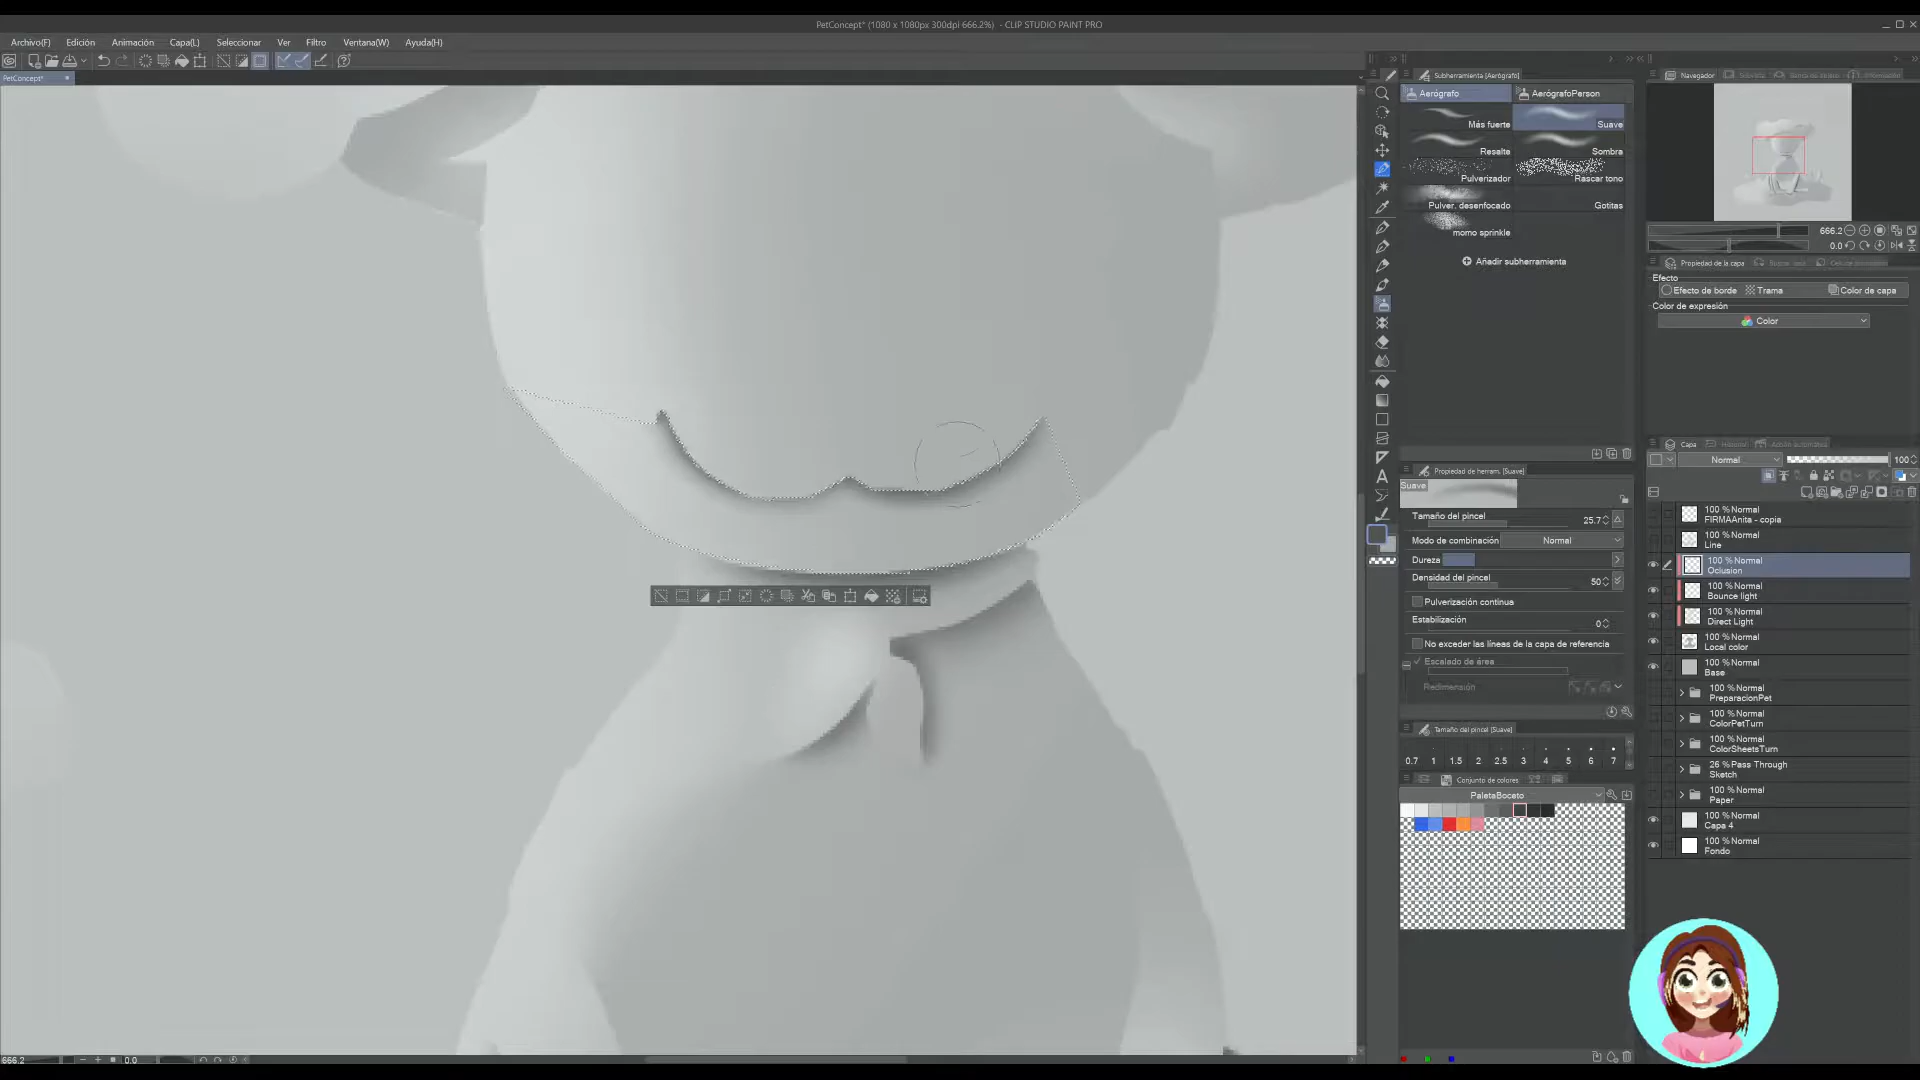 PetConcept* (1080 x 1080px 300dpi 666.2%) - CLIP STUDIO PAINT PRO
Archivo(F) Edición Animación Capa(L) Seleccionar Ver Filtro Ventana(W) Ayuda(H)
PetConcept*
Subherramienta [Aerógrafo]
Aerógrafo AerógrafoPerson
Más fuerte Suave
Resalte Sombra
Pulverizador Rascar tono
Pulver. desenfocado Gotitas
momo sprinkle
Añadir subherramienta
Propiedad de herram. [Suave]
Suave
Tamaño del pincel 25.7
Modo de combinación Normal
Dureza
Densidad del pincel 50
Pulverización continua
Estabilización 0
No exceder las líneas de la capa de referencia
Escalado de área
Redimensión
Tamaño del pincel [Suave]
0.7 1 1.5 2 2.5 3 4 5 6 7
Conjunto de colores
PaletaBoceto
Navegador
666.2
0.0
Propiedad de la capa
Efecto
Efecto de borde Trama Color de capa
Color de expresión
Color
Capa
Normal 100
100 % Normal
FIRMAAnita - copia
100 % Normal
Line
100 % Normal
Oclusion
100 % Normal
Bounce light
100 % Normal
Direct Light
100 % Normal
Local color
100 % Normal
Base
100 % Normal
PreparacionPet
100 % Normal
ColorPetTurn
100 % Normal
ColorSheetsTurn
26 % Pass Through
Sketch
100 % Normal
Paper
100 % Normal
Capa 4
100 % Normal
Fondo
666.2 0.0